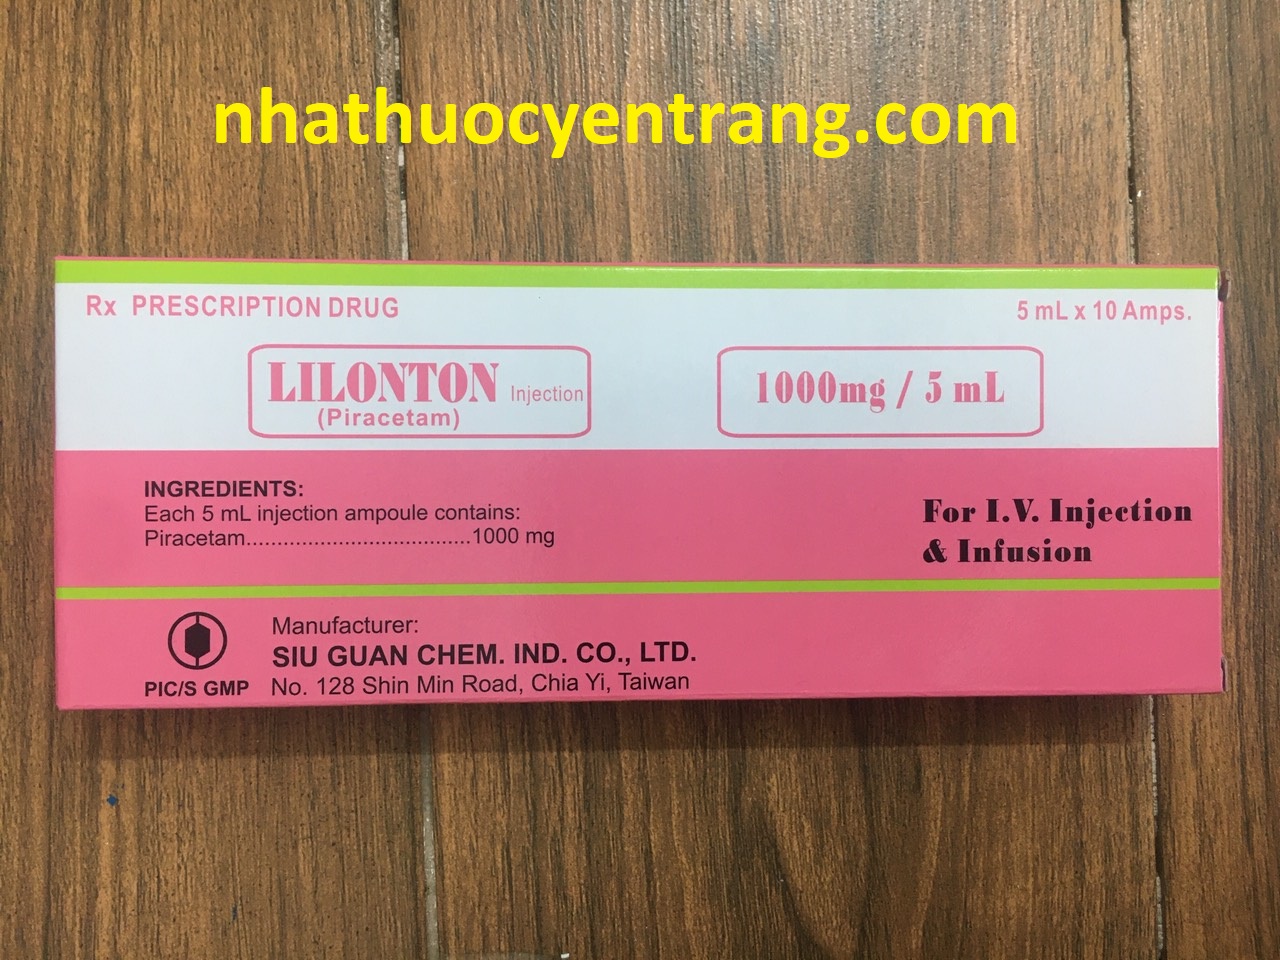 nhathuocyentrang.com
Rx PRESCRIPTION DRUG
5 mL x 10 Amps.
LILONTON Injection
(Piracetam)
1000mg / 5 mL
INGREDIENTS:
Each 5 mL injection ampoule contains:
Piracetam.....................................1000 mg
For I.V. Injection
& Infusion
Manufacturer:
SIU GUAN CHEM. IND. CO., LTD.
PIC/S GMP
No. 128 Shin Min Road, Chia Yi, Taiwan